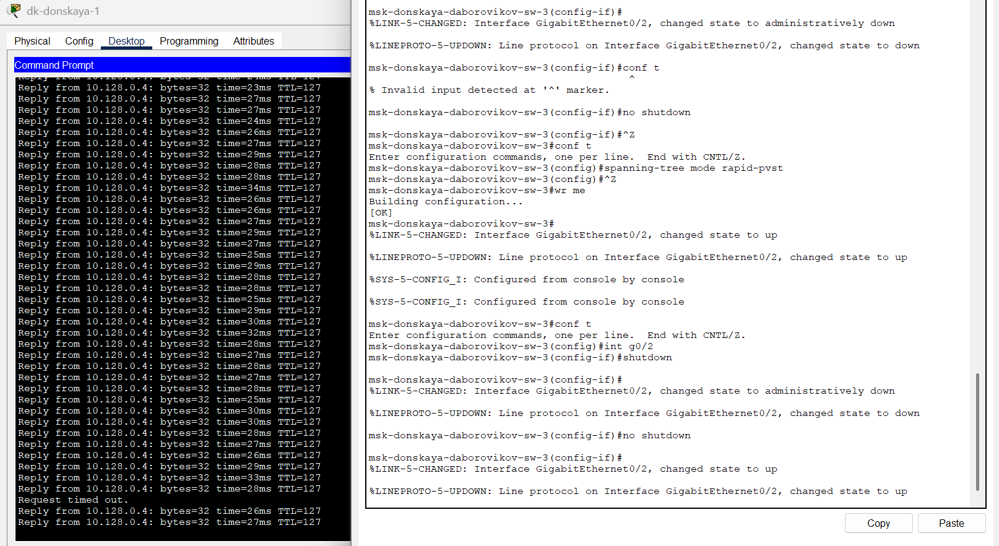 dk-donskaya-1
Physical Config Desktop Programming Attributes
Command Prompt
Reply from 10.128.0.4: bytes=32 time=24ms TTL=127
Reply from 10.128.0.4: bytes=32 time=23ms TTL=127
Reply from 10.128.0.4: bytes=32 time=27ms TTL=127
Reply from 10.128.0.4: bytes=32 time=27ms TTL=127
Reply from 10.128.0.4: bytes=32 time=24ms TTL=127
Reply from 10.128.0.4: bytes=32 time=26ms TTL=127
Reply from 10.128.0.4: bytes=32 time=27ms TTL=127
Reply from 10.128.0.4: bytes=32 time=29ms TTL=127
Reply from 10.128.0.4: bytes=32 time=28ms TTL=127
Reply from 10.128.0.4: bytes=32 time=28ms TTL=127
Reply from 10.128.0.4: bytes=32 time=34ms TTL=127
Reply from 10.128.0.4: bytes=32 time=26ms TTL=127
Reply from 10.128.0.4: bytes=32 time=26ms TTL=127
Reply from 10.128.0.4: bytes=32 time=27ms TTL=127
Reply from 10.128.0.4: bytes=32 time=29ms TTL=127
Reply from 10.128.0.4: bytes=32 time=27ms TTL=127
Reply from 10.128.0.4: bytes=32 time=25ms TTL=127
Reply from 10.128.0.4: bytes=32 time=29ms TTL=127
Reply from 10.128.0.4: bytes=32 time=28ms TTL=127
Reply from 10.128.0.4: bytes=32 time=28ms TTL=127
Reply from 10.128.0.4: bytes=32 time=25ms TTL=127
Reply from 10.128.0.4: bytes=32 time=29ms TTL=127
Reply from 10.128.0.4: bytes=32 time=30ms TTL=127
Reply from 10.128.0.4: bytes=32 time=32ms TTL=127
Reply from 10.128.0.4: bytes=32 time=28ms TTL=127
Reply from 10.128.0.4: bytes=32 time=27ms TTL=127
Reply from 10.128.0.4: bytes=32 time=28ms TTL=127
Reply from 10.128.0.4: bytes=32 time=27ms TTL=127
Reply from 10.128.0.4: bytes=32 time=28ms TTL=127
Reply from 10.128.0.4: bytes=32 time=25ms TTL=127
Reply from 10.128.0.4: bytes=32 time=30ms TTL=127
Reply from 10.128.0.4: bytes=32 time=30ms TTL=127
Reply from 10.128.0.4: bytes=32 time=28ms TTL=127
Reply from 10.128.0.4: bytes=32 time=27ms TTL=127
Reply from 10.128.0.4: bytes=32 time=26ms TTL=127
Reply from 10.128.0.4: bytes=32 time=29ms TTL=127
Reply from 10.128.0.4: bytes=32 time=33ms TTL=127
Reply from 10.128.0.4: bytes=32 time=28ms TTL=127
Request timed out.
Reply from 10.128.0.4: bytes=32 time=26ms TTL=127
Reply from 10.128.0.4: bytes=32 time=27ms TTL=127
msk-donskaya-daborovikov-sw-3(config-if)#
%LINK-5-CHANGED: Interface GigabitEthernet0/2, changed state to administratively down
%LINEPROTO-5-UPDOWN: Line protocol on Interface GigabitEthernet0/2, changed state to down
msk-donskaya-daborovikov-sw-3(config-if)#conf t
^
% Invalid input detected at '^' marker.
msk-donskaya-daborovikov-sw-3(config-if)#no shutdown
msk-donskaya-daborovikov-sw-3(config-if)#^Z
msk-donskaya-daborovikov-sw-3#conf t
Enter configuration commands, one per line.  End with CNTL/Z.
msk-donskaya-daborovikov-sw-3(config)#spanning-tree mode rapid-pvst
msk-donskaya-daborovikov-sw-3(config)#^Z
msk-donskaya-daborovikov-sw-3#wr me
Building configuration...
[OK]
msk-donskaya-daborovikov-sw-3#
%LINK-5-CHANGED: Interface GigabitEthernet0/2, changed state to up
%LINEPROTO-5-UPDOWN: Line protocol on Interface GigabitEthernet0/2, changed state to up
%SYS-5-CONFIG_I: Configured from console by console
%SYS-5-CONFIG_I: Configured from console by console
msk-donskaya-daborovikov-sw-3#conf t
Enter configuration commands, one per line.  End with CNTL/Z.
msk-donskaya-daborovikov-sw-3(config)#int g0/2
msk-donskaya-daborovikov-sw-3(config-if)#shutdown
msk-donskaya-daborovikov-sw-3(config-if)#
%LINK-5-CHANGED: Interface GigabitEthernet0/2, changed state to administratively down
%LINEPROTO-5-UPDOWN: Line protocol on Interface GigabitEthernet0/2, changed state to down
msk-donskaya-daborovikov-sw-3(config-if)#no shutdown
msk-donskaya-daborovikov-sw-3(config-if)#
%LINK-5-CHANGED: Interface GigabitEthernet0/2, changed state to up
%LINEPROTO-5-UPDOWN: Line protocol on Interface GigabitEthernet0/2, changed state to up
Copy Paste